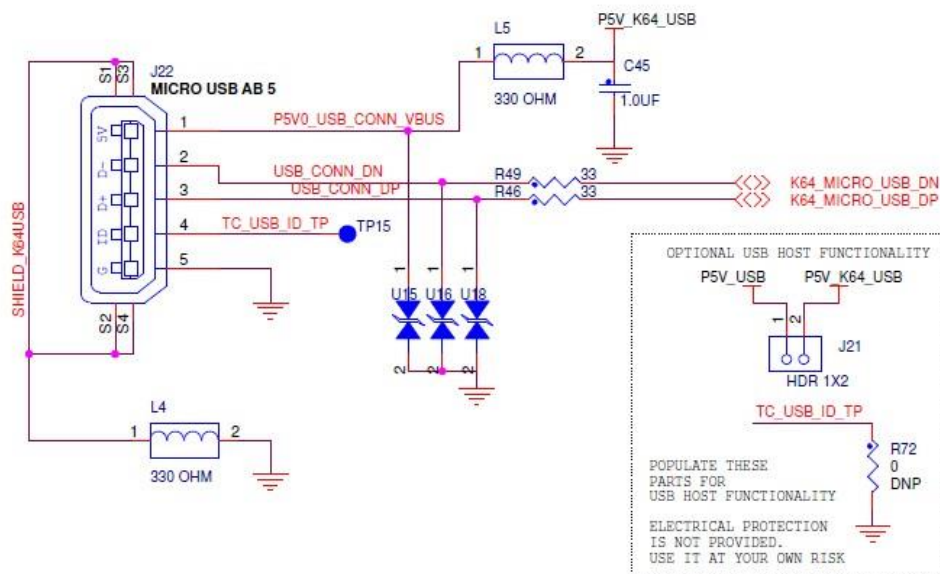 L5
P5V_K64_USB
1
2
330 OHM
C45
1.0UF
S1
S3
J22
MICRO USB AB 5
5V
D-
D+
ID
G
1
P5V0_USB_CONN_VBUS
2
USB_CONN_DN
3
USB_CONN_DP
4
TC_USB_ID_TP
TP15
5
R49
33
K64_MICRO_USB_DN
R46
33
K64_MICRO_USB_DP
SHIELD_K64USB
S2
S4
1
1
1
U15
U16
U18
2
2
2
L4
1
2
330 OHM
OPTIONAL USB HOST FUNCTIONALITY
P5V_USB
P5V_K64_USB
1
2
J21
HDR 1X2
TC_USB_ID_TP
R72
0
DNP
POPULATE THESE
PARTS FOR
USB HOST FUNCTIONALITY
ELECTRICAL PROTECTION
IS NOT PROVIDED.
USE IT AT YOUR OWN RISK